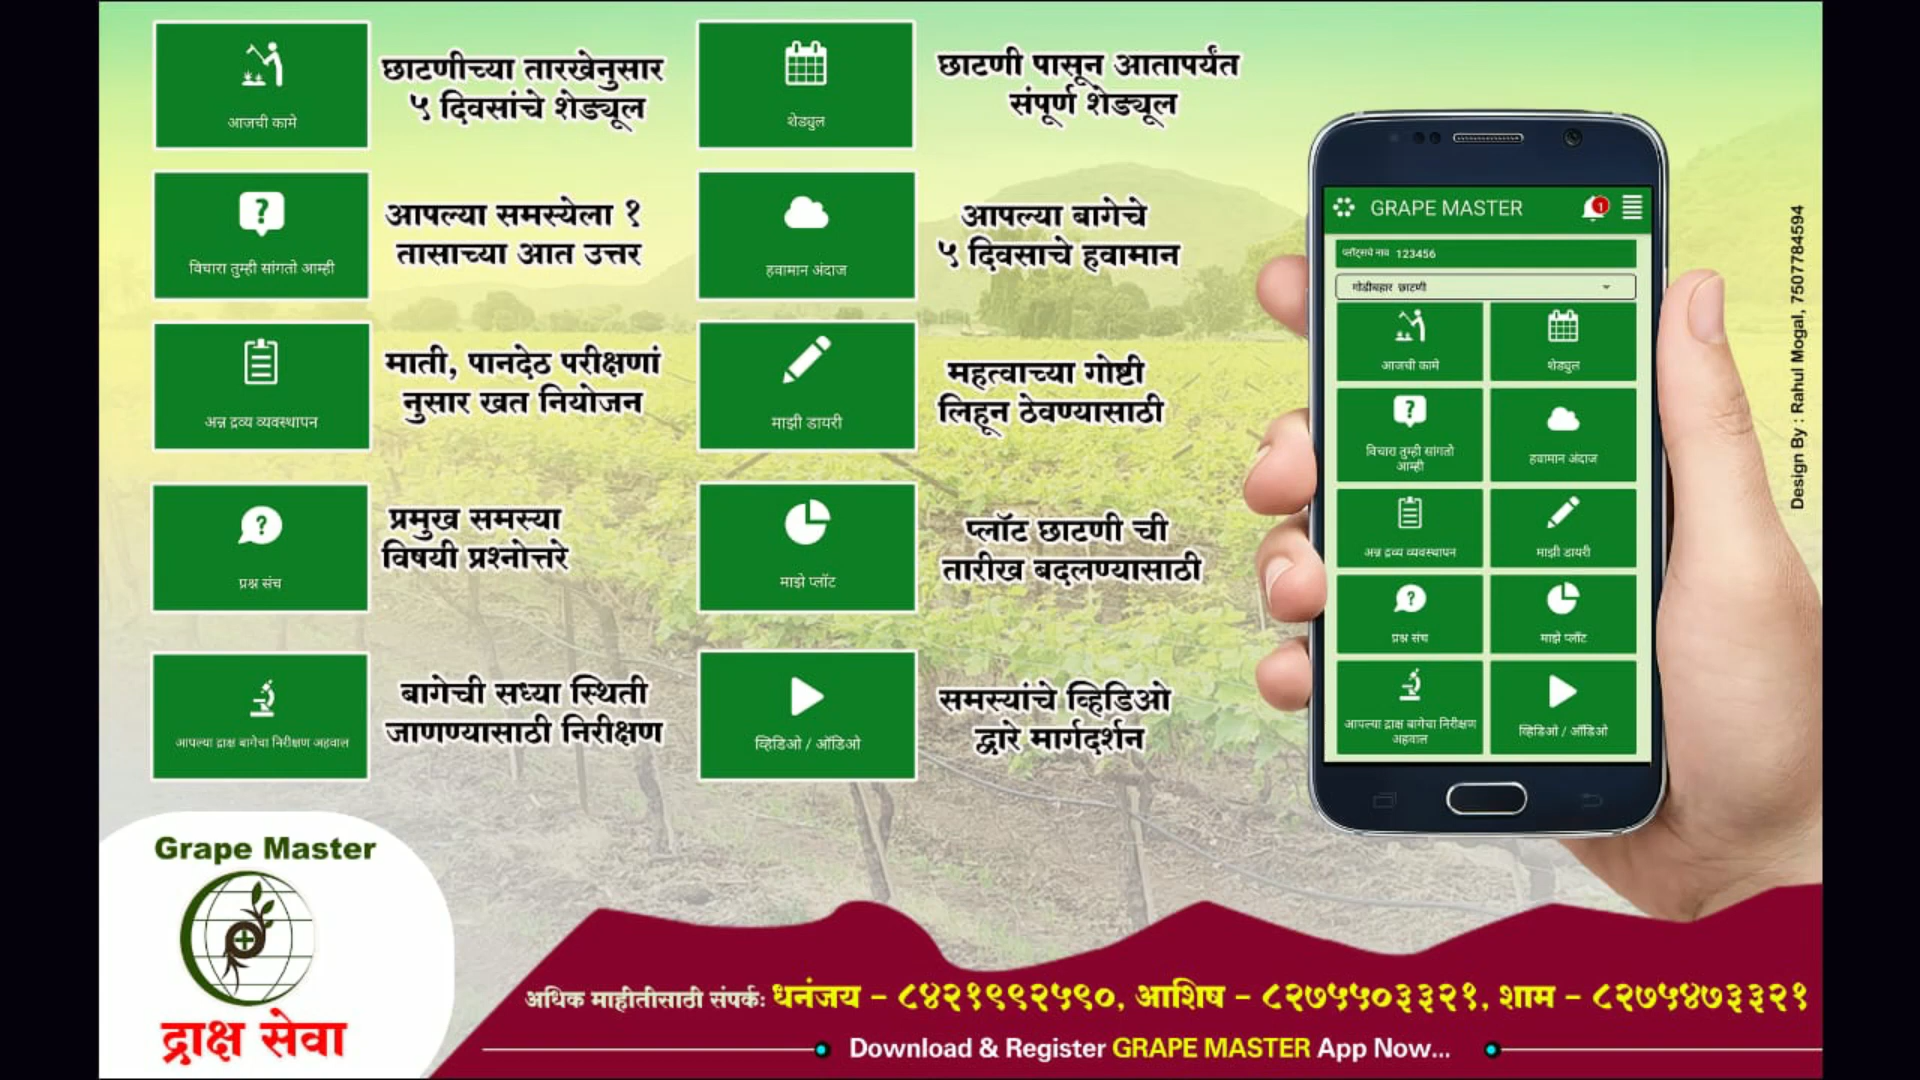 आजची कामे
छाटणीच्या तारखेनुसार
५ दिवसांचे शेड्यूल
शेड्युल
छाटणी पासून आतापर्यंत
संपूर्ण शेड्यूल
विचारा तुम्ही सांगतो आम्ही
आपल्या समस्येला १
तासाच्या आत उत्तर
हवामान अंदाज
आपल्या बागेचे
५ दिवसाचे हवामान
अन्न द्रव्य व्यवस्थापन
माती, पानदेठ परीक्षणां
नुसार खत नियोजन
माझी डायरी
महत्वाच्या गोष्टी
लिहून ठेवण्यासाठी
प्रश्न संच
प्रमुख समस्या
विषयी प्रश्नोत्तरे
माझे प्लॉट
प्लॉट छाटणी ची
तारीख बदलण्यासाठी
आपल्या द्राक्ष बागेचा निरीक्षण अहवाल
बागेची सध्या स्थिती
जाणण्यासाठी निरीक्षण
व्हिडिओ / ऑडिओ
समस्यांचे व्हिडिओ
द्वारे मार्गदर्शन
GRAPE MASTER
1
प्लॉट्सचे नाव 123456
गोडीबहार छाटणी
आजची कामे
शेड्युल
विचारा तुम्ही सांगतो
आम्ही
हवामान अंदाज
अन्न द्रव्य व्यवस्थापन
माझी डायरी
प्रश्न संच
माझे प्लॉट
आपल्या द्राक्ष बागेचा निरीक्षण
अहवाल
व्हिडिओ / ऑडिओ
Design By : Rahul Mogal, 7507784594
Grape Master
द्राक्ष सेवा
अधिक माहीतीसाठी संपर्क: धनंजय – ८४२१९९२५९०, आशिष – ८२७५५०३३२१, शाम – ८२७५४७३३२१
Download & Register GRAPE MASTER App Now...